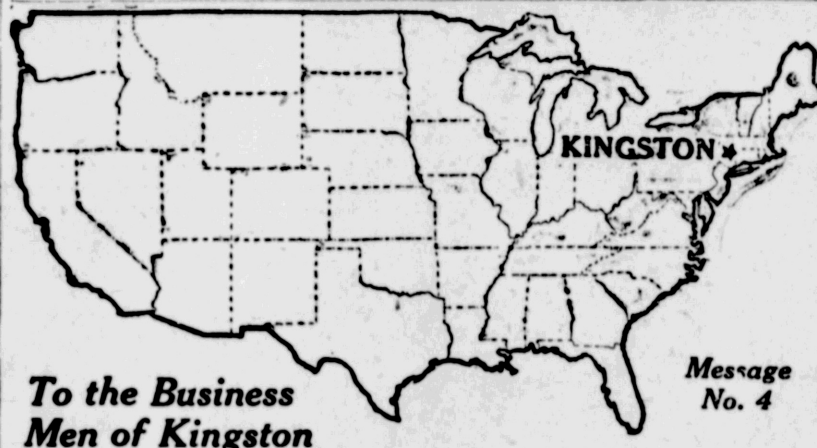 KINGSTON
To the Business
Men of Kingston
Message
No. 4